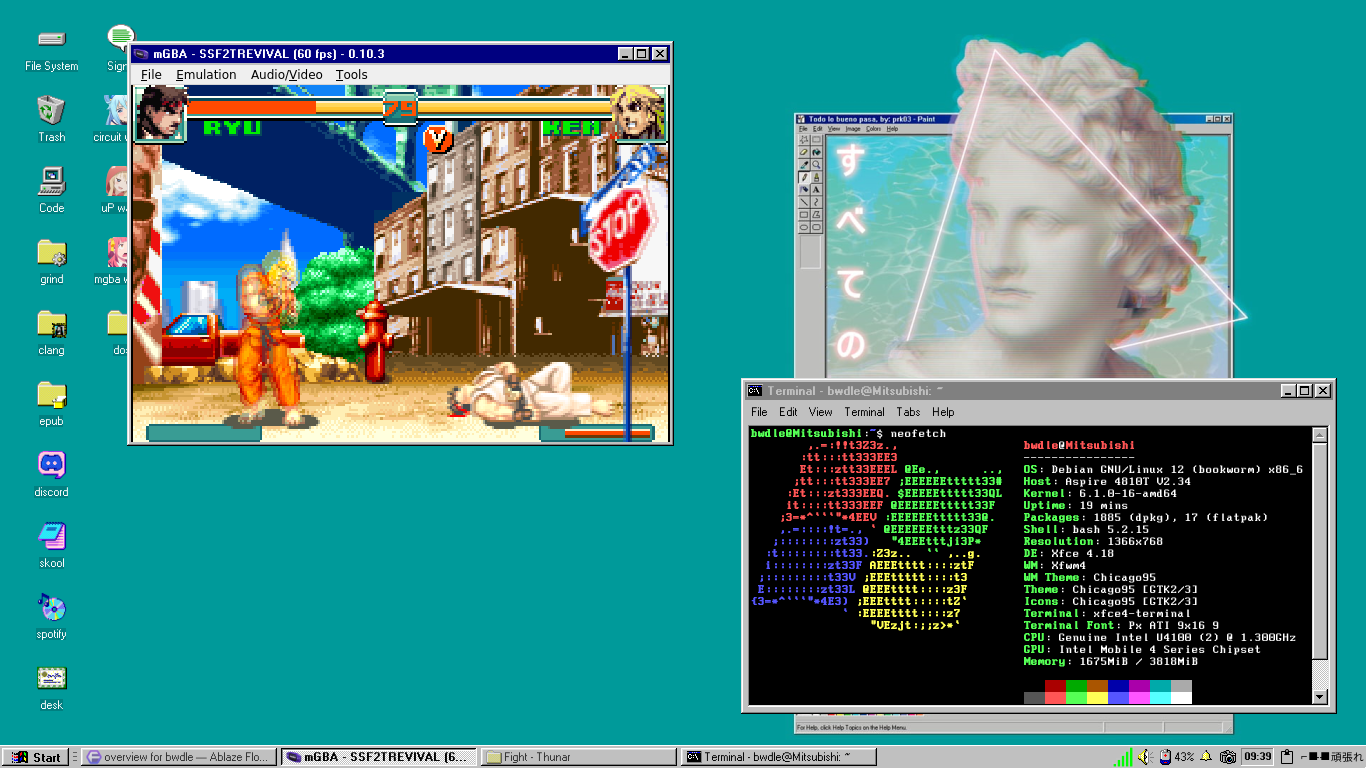 File System
Trash
Code
grind
clang
epub
discord
skool
spotify
desk
mGBA - SSF2TREVIVAL (60 fps) - 0.10.3
File Emulation Audio/Video Tools
79
RYU
KEN
STOP
Todo lo bueno pasa, by: prk03 - Paint
File Edit View Image Colors Help
すべての
For Help, click Help Topics on the Help Menu.
Terminal - bwdle@Mitsubishi: ~
File Edit View Terminal Tabs Help
bwdle@Mitsubishi:~$ neofetch
bwdle@Mitsubishi
----------------
OS: Debian GNU/Linux 12 (bookworm) x86_6
Host: Aspire 4810T V2.34
Kernel: 6.1.0-16-amd64
Uptime: 19 mins
Packages: 1885 (dpkg), 17 (flatpak)
Shell: bash 5.2.15
Resolution: 1366x768
DE: Xfce 4.18
WM: Xfwm4
WM Theme: Chicago95
Theme: Chicago95 [GTK2/3]
Icons: Chicago95 [GTK2/3]
Terminal: xfce4-terminal
Terminal Font: Px ATI 9x16 9
CPU: Genuine Intel U4100 (2) @ 1.300GHz
GPU: Intel Mobile 4 Series Chipset
Memory: 1675MiB / 3818MiB
Start
overview for bwdle — Ablaze Flo...
mGBA - SSF2TREVIVAL (6...
Fight - Thunar
Terminal - bwdle@Mitsubishi: ~
43%
09:39
頑張れ